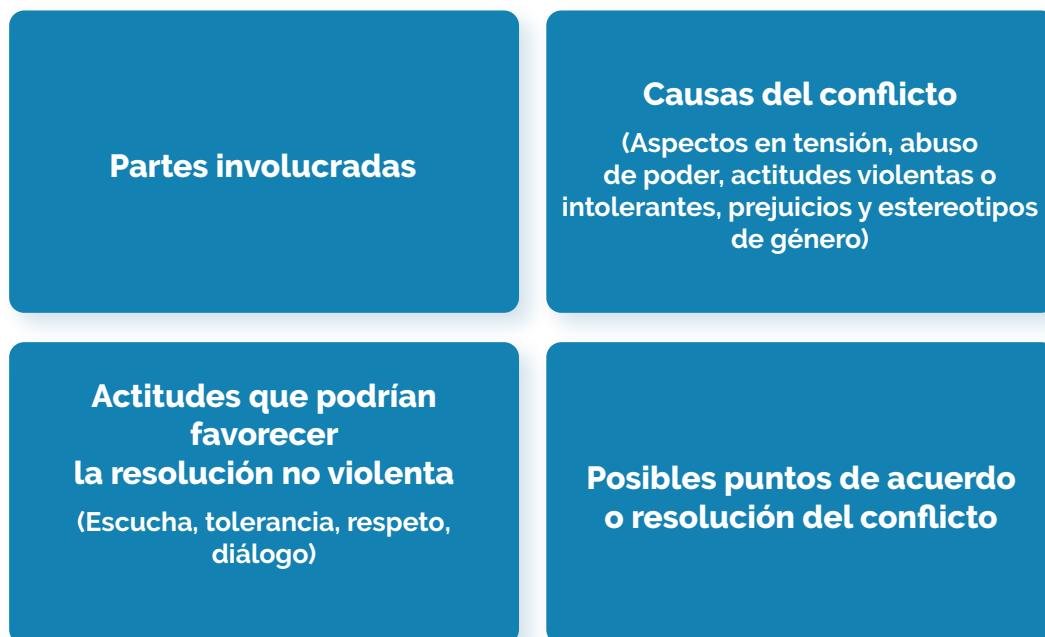 Partes involucradas
Causas del conflicto
(Aspectos en tensión, abuso
de poder, actitudes violentas o
intolerantes, prejuicios y estereotipos
de género)
Actitudes que podrían
favorecer
la resolución no violenta
(Escucha, tolerancia, respeto,
diálogo)
Posibles puntos de acuerdo
o resolución del conflicto